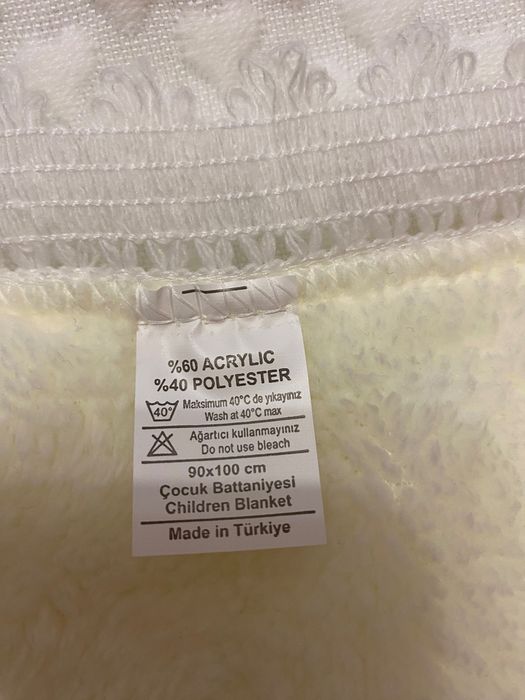 %60 ACRYLIC
%40 POLYESTER
40° Maksimum 40°C de yıkayınız
Wash at 40°C max
Ağartıcı kullanmayınız
Do not use bleach
90x100 cm
Çocuk Battaniyesi
Children Blanket
Made in Türkiye